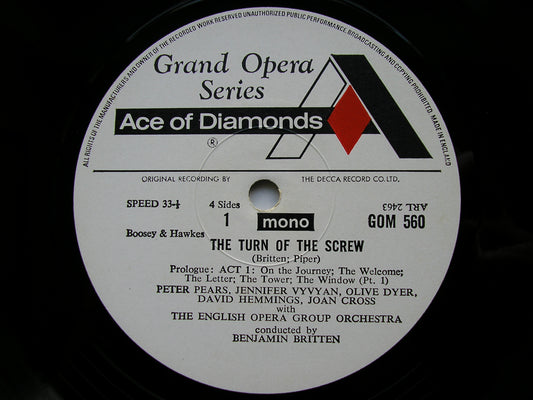 ALL RIGHTS OF THE MANUFACTURERS AND OWNER OF THE RECORDED WORK RESERVED UNAUTHORIZED PUBLIC PERFORMANCE, BROADCASTING AND COPYING PROHIBITED. MADE IN ENGLAND
Grand Opera
Series
Ace of Diamonds
®
ORIGINAL RECORDING BY THE DECCA RECORD CO. LTD.
SPEED 33⅓ 4 Sides ARL 2463
1 mono GOM 560
Boosey & Hawkes
THE TURN OF THE SCREW
(Britten; Piper)
Prologue: ACT 1: On the Journey; The Welcome;
The Letter; The Tower; The Window (Pt. 1)
PETER PEARS, JENNIFER VYVYAN, OLIVE DYER,
DAVID HEMMINGS, JOAN CROSS
with
THE ENGLISH OPERA GROUP ORCHESTRA
conducted by
BENJAMIN BRITTEN